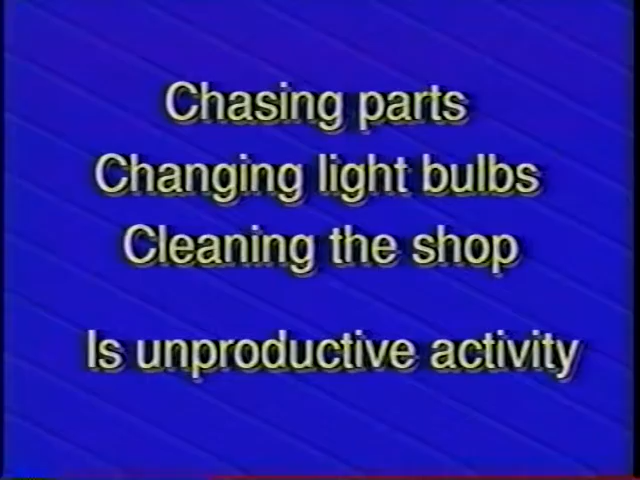 Chasing parts
Changing light bulbs
Cleaning the shop
Is unproductive activity